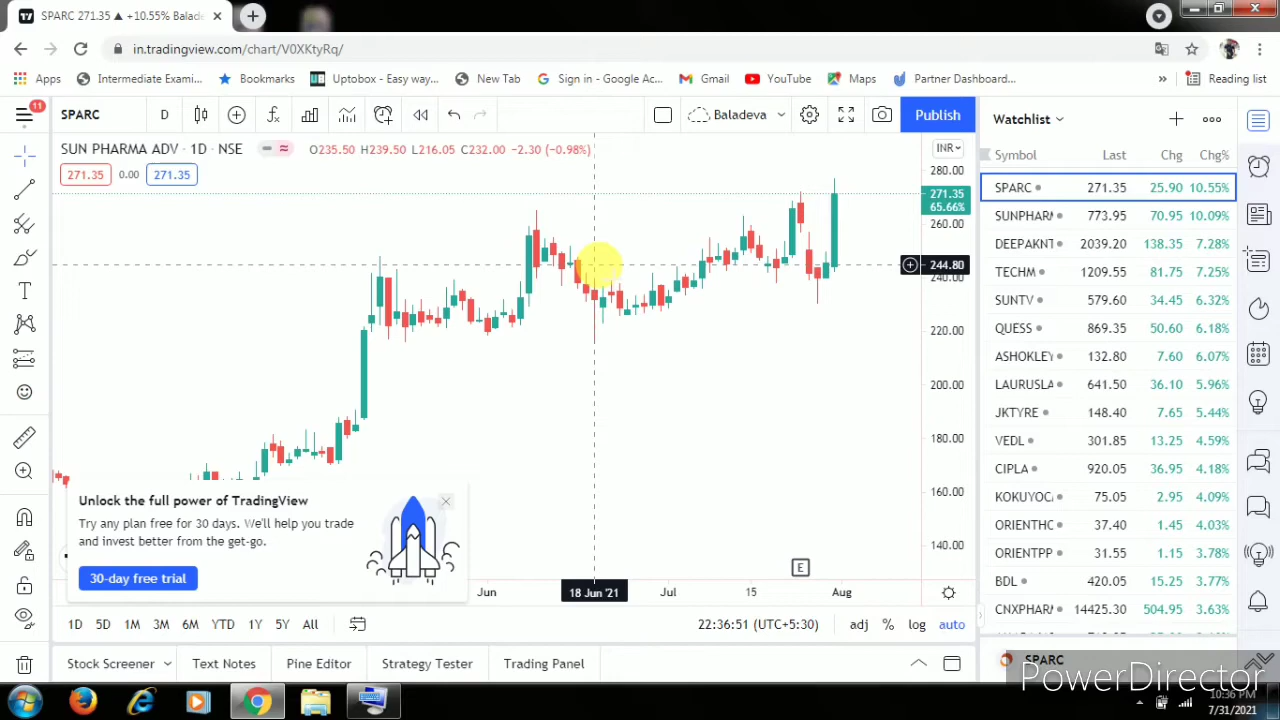 SPARC 271.35 ▲ +10.55% Balade
in.tradingview.com/chart/V0XKtyRq/
Apps Intermediate Exami... Bookmarks Uptobox - Easy way... New Tab Sign in - Google Ac... Gmail YouTube Maps Partner Dashboard... » Reading list
11 SPARC D Baladeva Publish
SUN PHARMA ADV · 1D · NSE O235.50 H239.50 L216.05 C232.00 −2.30 (−0.98%) INR
271.35 0.00 271.35
280.00
271.35
65.66%
260.00
244.80
240.00
220.00
200.00
180.00
160.00
140.00
Unlock the full power of TradingView
Try any plan free for 30 days. We'll help you trade
and invest better from the get-go.
30-day free trial
E
Jun 18 Jun '21 Jul 15 Aug
1D 5D 1M 3M 6M YTD 1Y 5Y All 22:36:51 (UTC+5:30) adj % log auto
Stock Screener Text Notes Pine Editor Strategy Tester Trading Panel
Watchlist
Symbol Last Chg Chg%
SPARC 271.35 25.90 10.55%
SUNPHARM 773.95 70.95 10.09%
DEEPAKNT 2039.20 138.35 7.28%
TECHM 1209.55 81.75 7.25%
SUNTV 579.60 34.45 6.32%
QUESS 869.35 50.60 6.18%
ASHOKLEY 132.80 7.60 6.07%
LAURUSLA 641.50 36.10 5.96%
JKTYRE 148.40 7.65 5.44%
VEDL 301.85 13.25 4.59%
CIPLA 920.05 36.95 4.18%
KOKUYOC 75.05 2.95 4.09%
ORIENTHO 37.40 1.45 4.03%
ORIENTPP 31.55 1.15 3.78%
BDL 420.05 15.25 3.77%
CNXPHARM 14425.30 504.95 3.63%
SPARC
PowerDirector
10:36 PM
7/31/2021